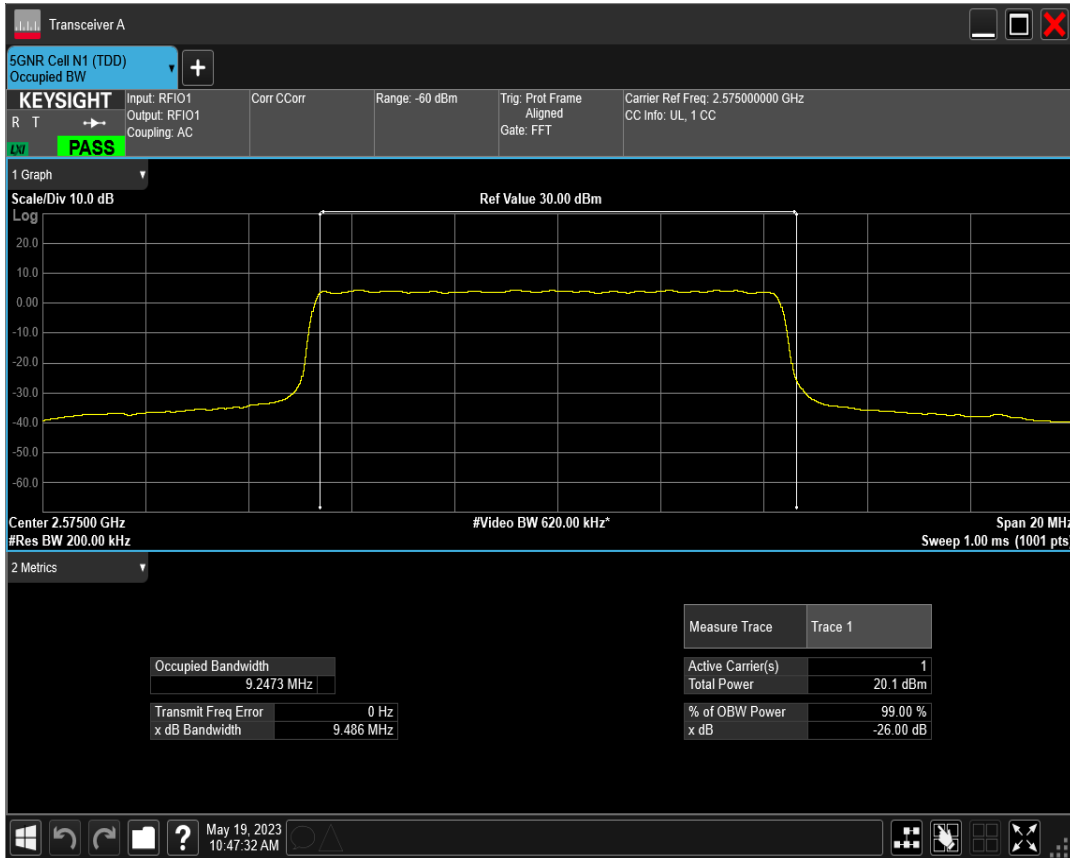 Transceiver A
5GNR Cell N1 (TDD)
Occupied BW
+
KEYSIGHT
R T
LXI
PASS
Input: RFIO1
Output: RFIO1
Coupling: AC
Corr CCorr
Range: -60 dBm
Trig: Prot Frame
Aligned
Gate: FFT
Carrier Ref Freq: 2.575000000 GHz
CC Info: UL, 1 CC
1 Graph
Scale/Div 10.0 dB
Ref Value 30.00 dBm
Log
20.0
10.0
0.00
-10.0
-20.0
-30.0
-40.0
-50.0
-60.0
Center 2.57500 GHz
#Video BW 620.00 kHz*
Span 20 MHz
#Res BW 200.00 kHz
Sweep 1.00 ms (1001 pts)
2 Metrics
Measure Trace Trace 1
Occupied Bandwidth
9.2473 MHz
Active Carrier(s) 1
Total Power 20.1 dBm
Transmit Freq Error 0 Hz
x dB Bandwidth 9.486 MHz
% of OBW Power 99.00 %
x dB -26.00 dB
?
May 19, 2023
10:47:32 AM